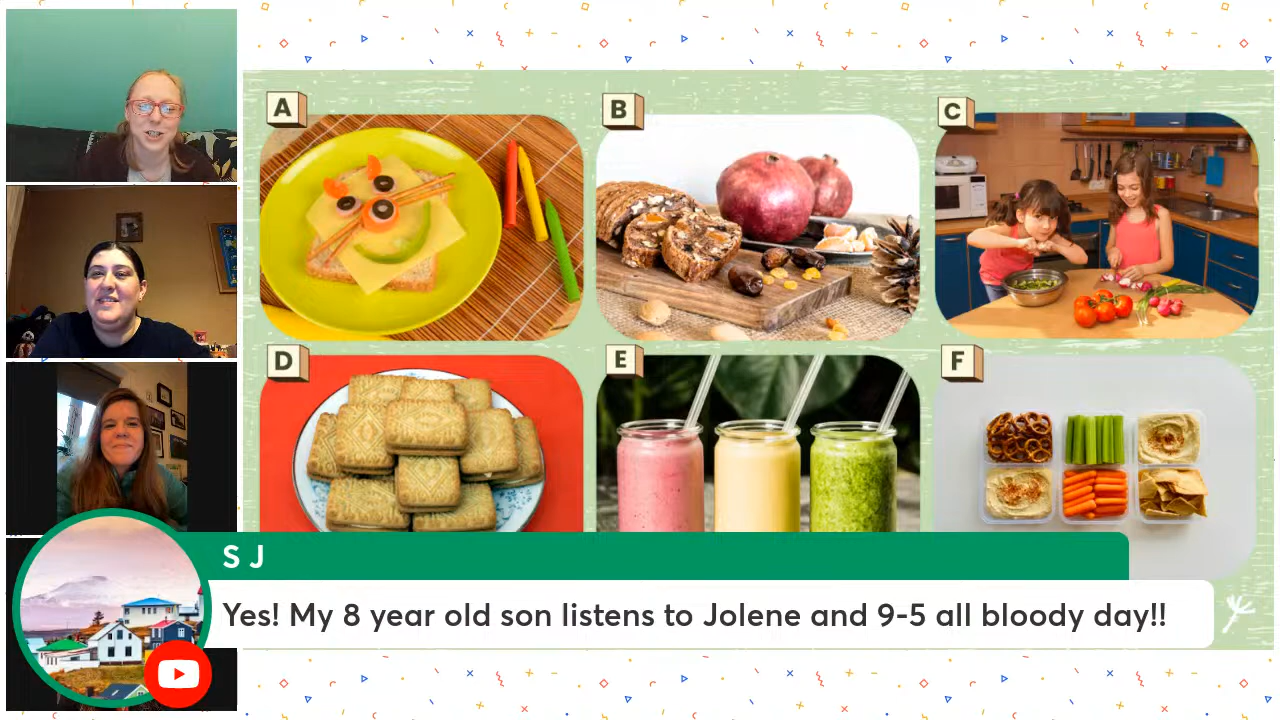 A
B
C
D
E
F
S J
Yes! My 8 year old son listens to Jolene and 9-5 all bloody day!!